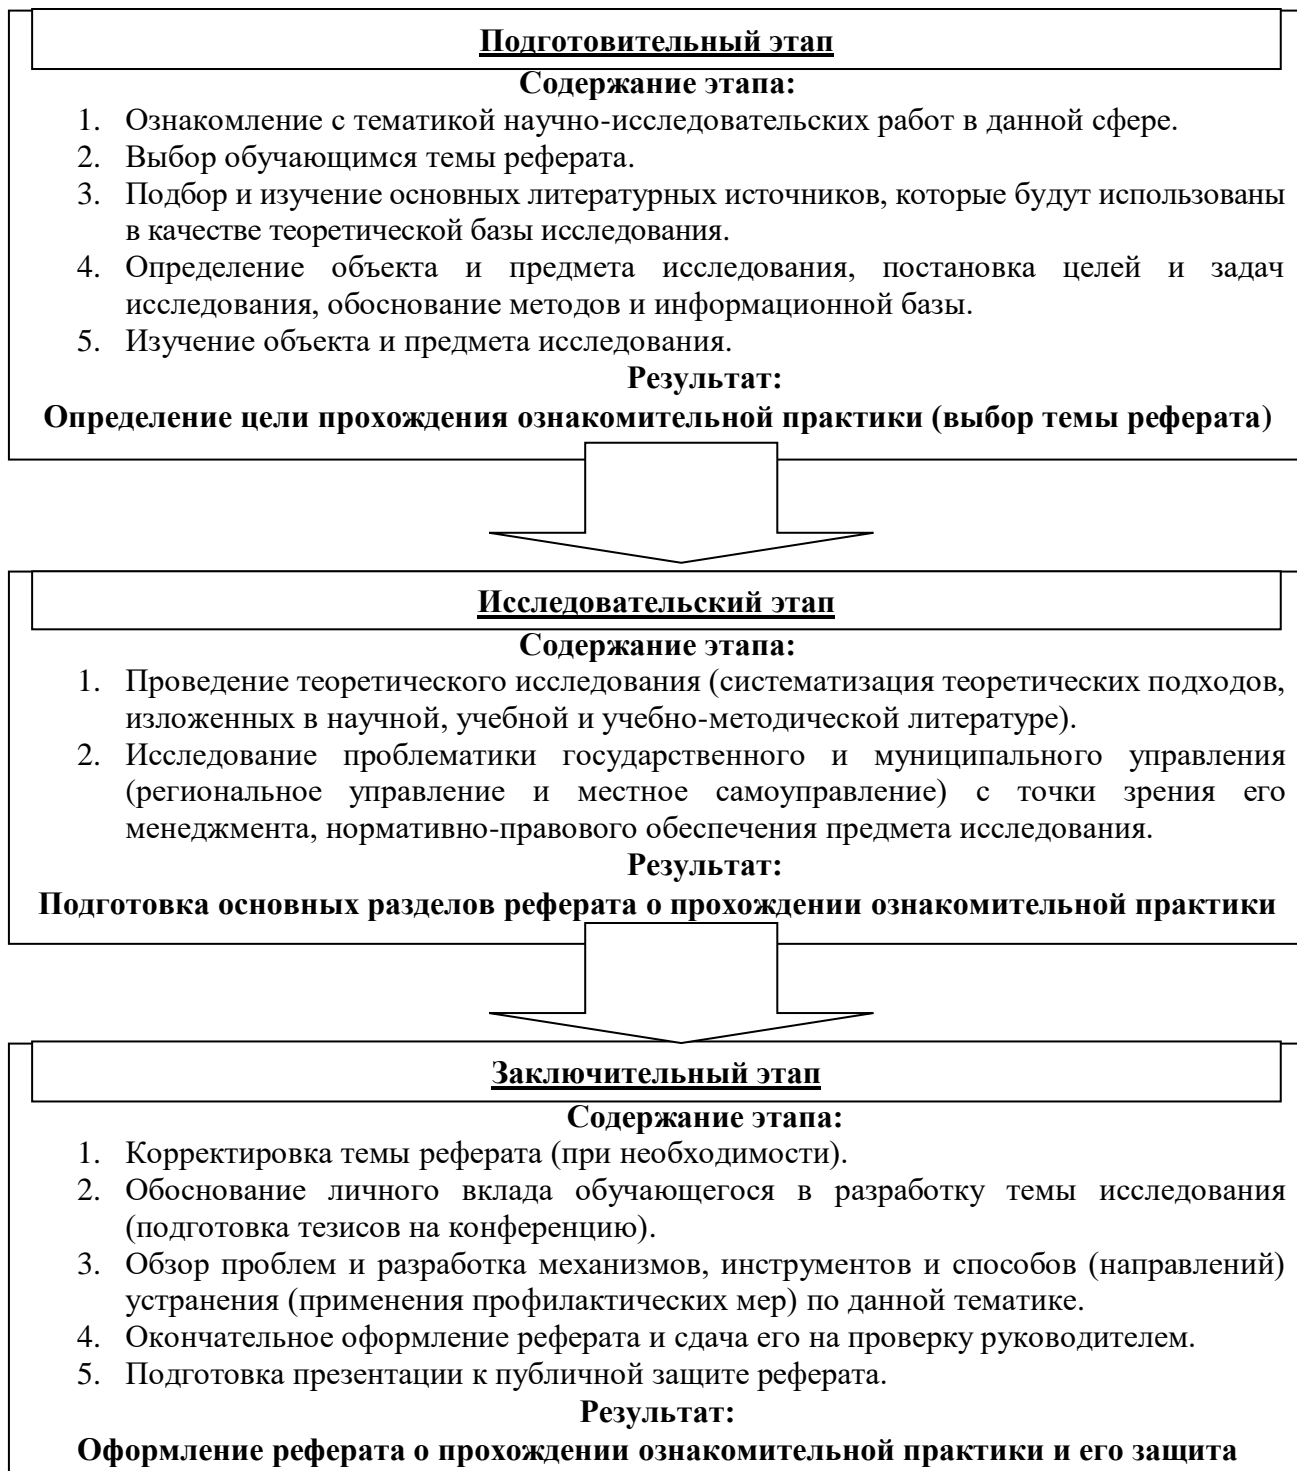 Подготовительный этап
Содержание этапа:
1. Ознакомление с тематикой научно-исследовательских работ в данной сфере.
2. Выбор обучающимся темы реферата.
3. Подбор и изучение основных литературных источников, которые будут использованы
в качестве теоретической базы исследования.
4. Определение объекта и предмета исследования, постановка целей и задач
исследования, обоснование методов и информационной базы.
5. Изучение объекта и предмета исследования.
Результат:
Определение цели прохождения ознакомительной практики (выбор темы реферата)
Исследовательский этап
Содержание этапа:
1. Проведение теоретического исследования (систематизация теоретических подходов,
изложенных в научной, учебной и учебно-методической литературе).
2. Исследование проблематики государственного и муниципального управления
(региональное управление и местное самоуправление) с точки зрения его
менеджмента, нормативно-правового обеспечения предмета исследования.
Результат:
Подготовка основных разделов реферата о прохождении ознакомительной практики
Заключительный этап
Содержание этапа:
1. Корректировка темы реферата (при необходимости).
2. Обоснование личного вклада обучающегося в разработку темы исследования
(подготовка тезисов на конференцию).
3. Обзор проблем и разработка механизмов, инструментов и способов (направлений)
устранения (применения профилактических мер) по данной тематике.
4. Окончательное оформление реферата и сдача его на проверку руководителем.
5. Подготовка презентации к публичной защите реферата.
Результат:
Оформление реферата о прохождении ознакомительной практики и его защита